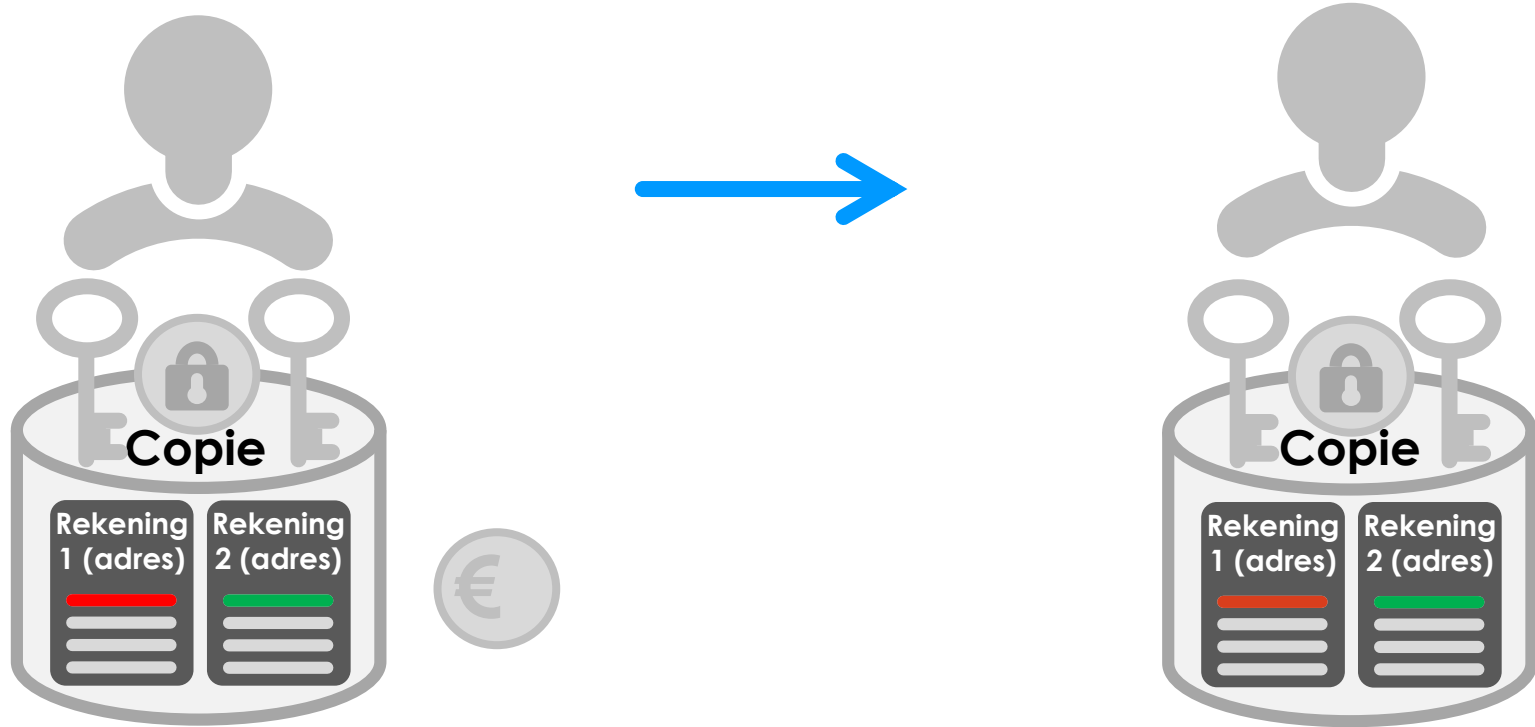 Copie
Rekening
1 (adres)
Rekening
2 (adres)
€
Copie
Rekening
1 (adres)
Rekening
2 (adres)